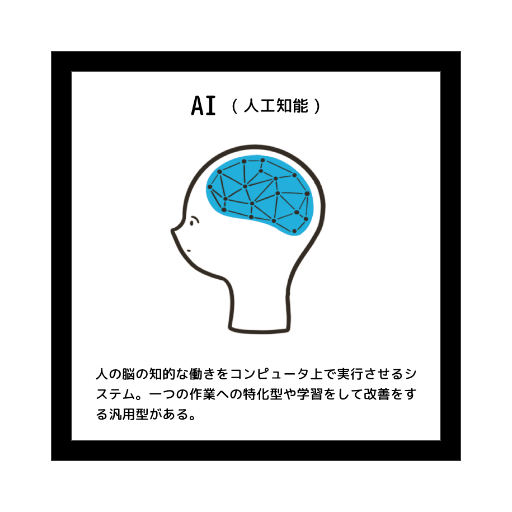 AI ( 人工知能 )
人の脳の知的な働きをコンピュータ上で実行させるシ
ステム。一つの作業への特化型や学習をして改善をす
る汎用型がある。